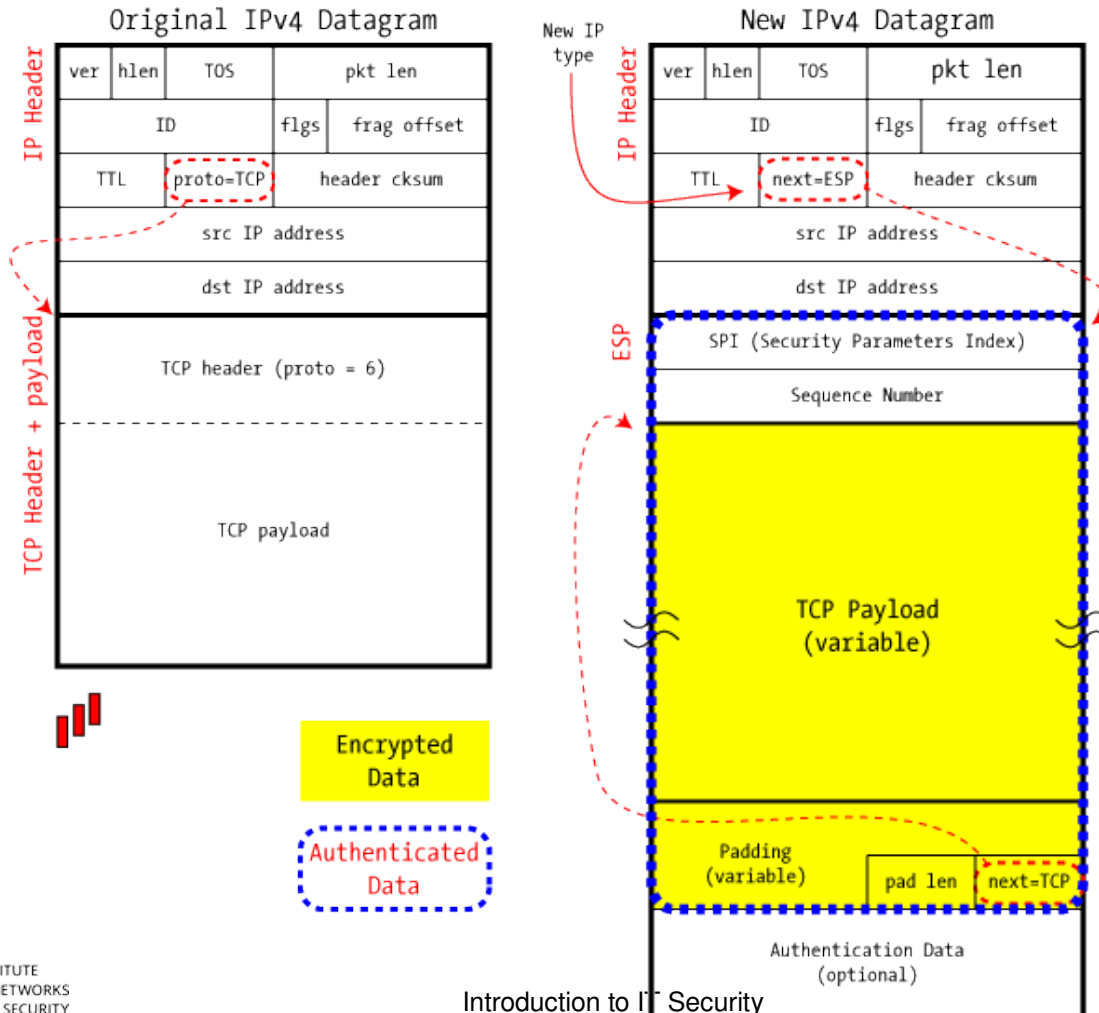 Original IPv4 Datagram
IP Header
ver hlen TOS pkt len
ID flgs frag offset
TTL proto=TCP header cksum
src IP address
dst IP address
TCP Header + payload
TCP header (proto = 6)
TCP payload
Encrypted
Data
Authenticated
Data
New IP
type
New IPv4 Datagram
IP Header
ver hlen TOS pkt len
ID flgs frag offset
TTL next=ESP header cksum
src IP address
dst IP address
ESP
SPI (Security Parameters Index)
Sequence Number
TCP Payload
(variable)
Padding
(variable)
pad len next=TCP
Authentication Data
(optional)
ITUTE
ETWORKS
SECURITY
Introduction to IT Security